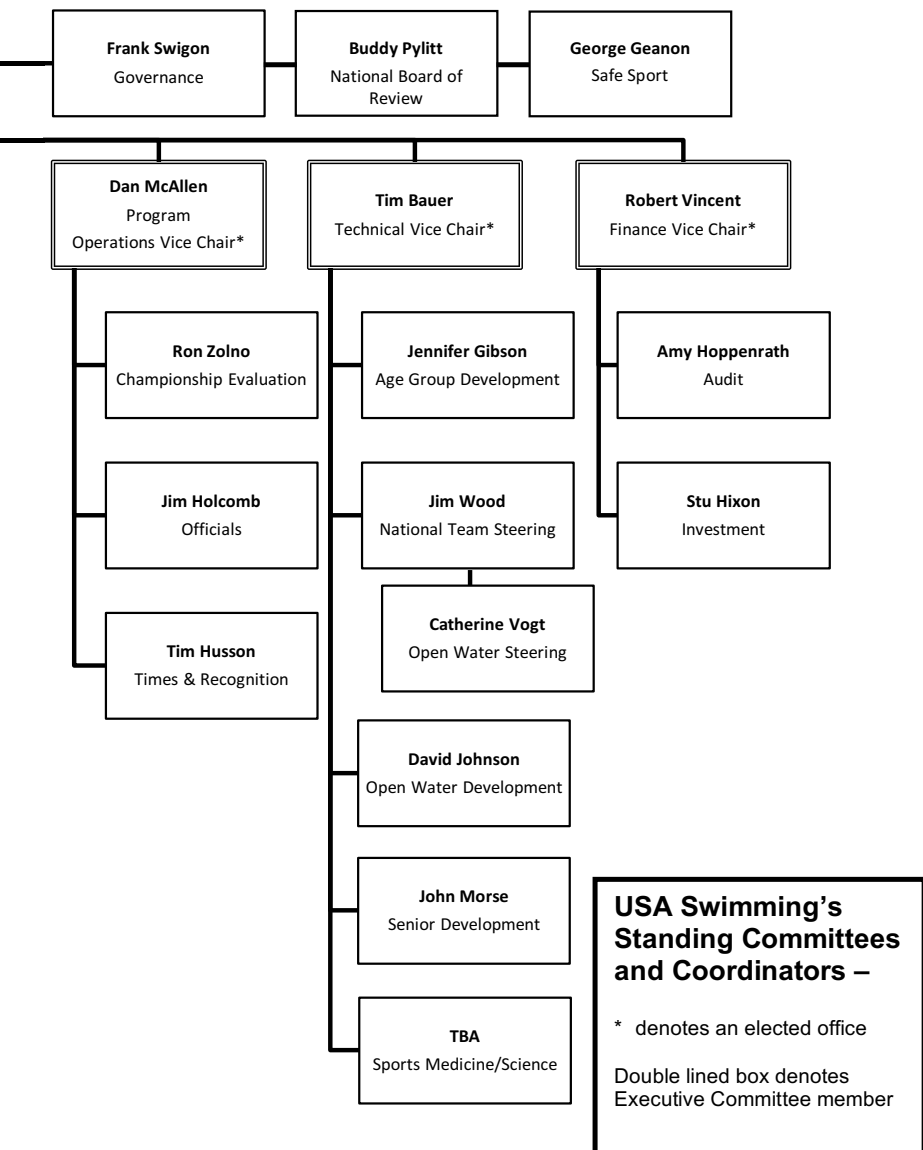 Frank Swigon
Governance
Buddy Pylitt
National Board of
Review
George Geanon
Safe Sport
Dan McAllen
Program
Operations Vice Chair*
Tim Bauer
Technical Vice Chair*
Robert Vincent
Finance Vice Chair*
Ron Zolno
Championship Evaluation
Jennifer Gibson
Age Group Development
Amy Hoppenrath
Audit
Jim Holcomb
Officials
Jim Wood
National Team Steering
Stu Hixon
Investment
Catherine Vogt
Open Water Steering
Tim Husson
Times & Recognition
David Johnson
Open Water Development
John Morse
Senior Development
TBA
Sports Medicine/Science
USA Swimming’s
Standing Committees
and Coordinators –
* denotes an elected office
Double lined box denotes
Executive Committee member